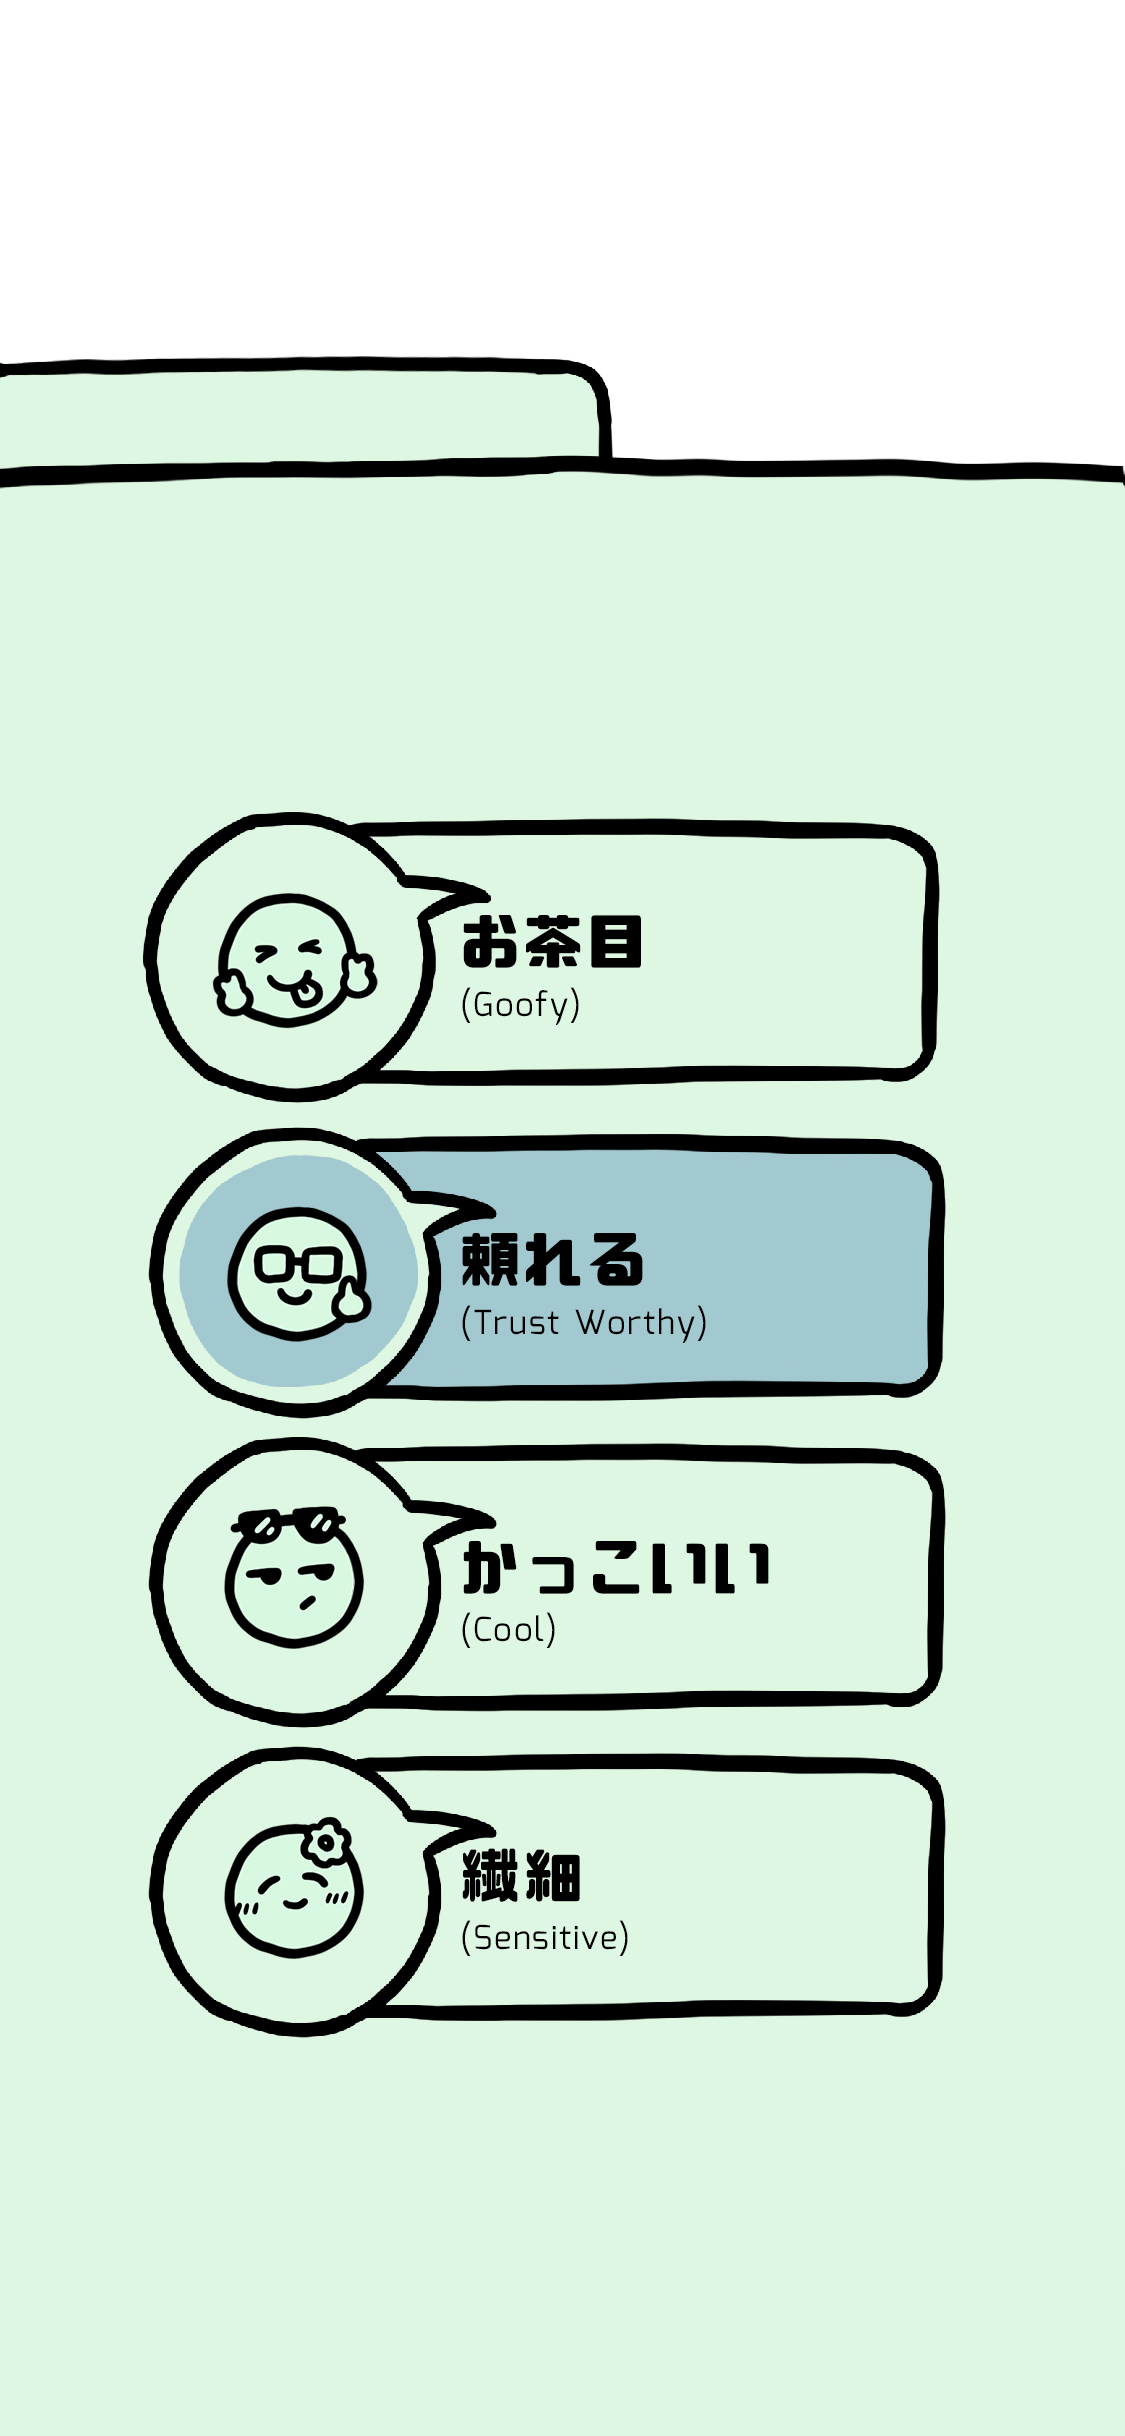 お茶目
(Goofy)
頼れる
(Trust Worthy)
かっこいい
(Cool)
繊細
(Sensitive)